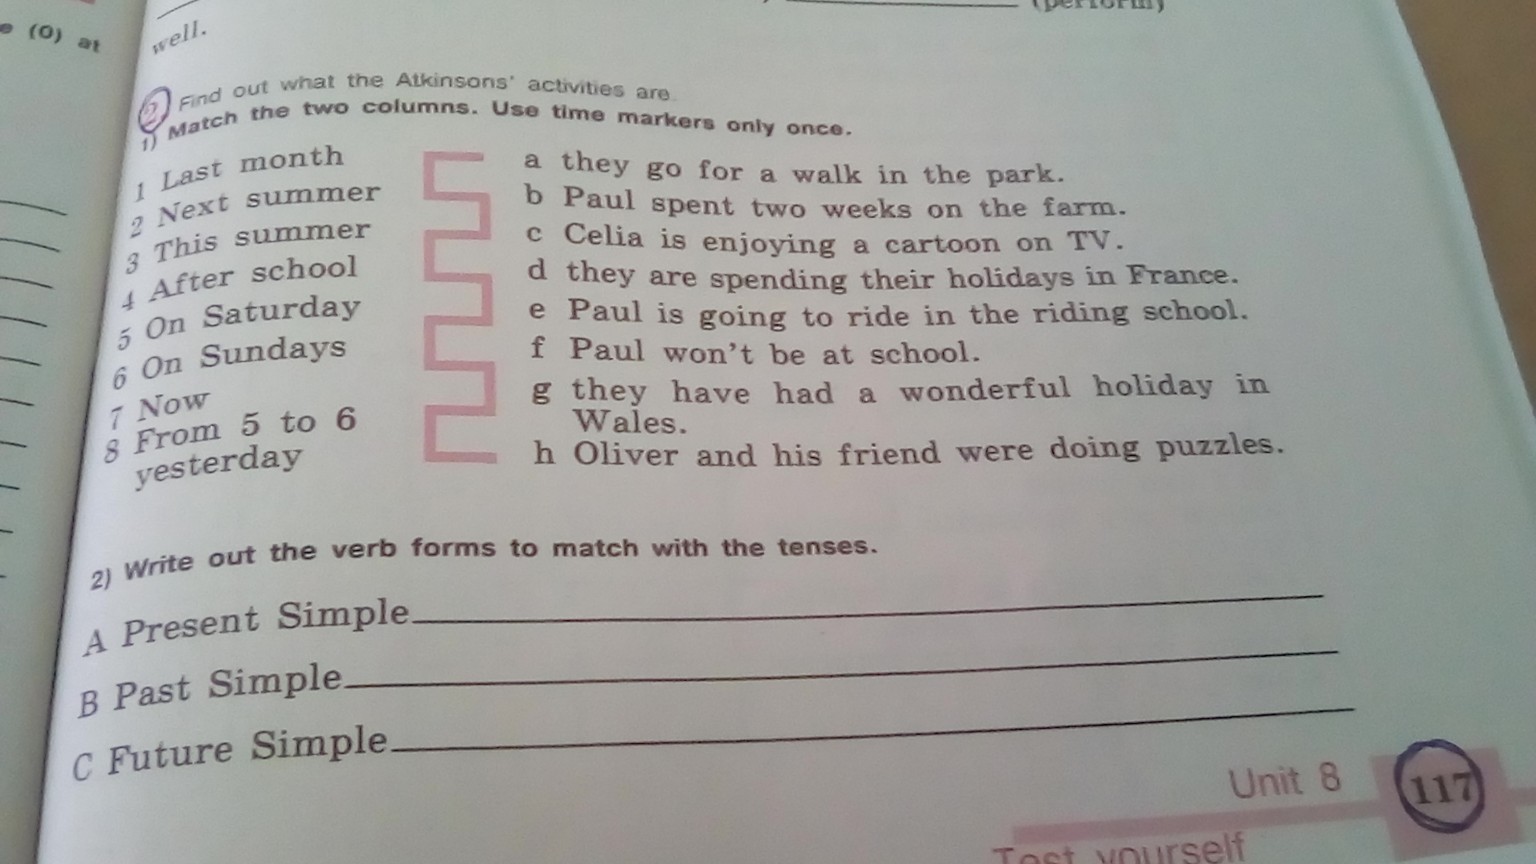 (0) at
(perform)
well.
2 Find out what the Atkinsons' activities are.
1) Match the two columns. Use time markers only once.
1 Last month
2 Next summer
3 This summer
4 After school
5 On Saturday
6 On Sundays
7 Now
8 From 5 to 6
yesterday
a they go for a walk in the park.
b Paul spent two weeks on the farm.
c Celia is enjoying a cartoon on TV.
d they are spending their holidays in France.
e Paul is going to ride in the riding school.
f Paul won't be at school.
g they have had a wonderful holiday in
Wales.
h Oliver and his friend were doing puzzles.
2) Write out the verb forms to match with the tenses.
A Present Simple
B Past Simple
C Future Simple
Unit 8
117
Test yourself